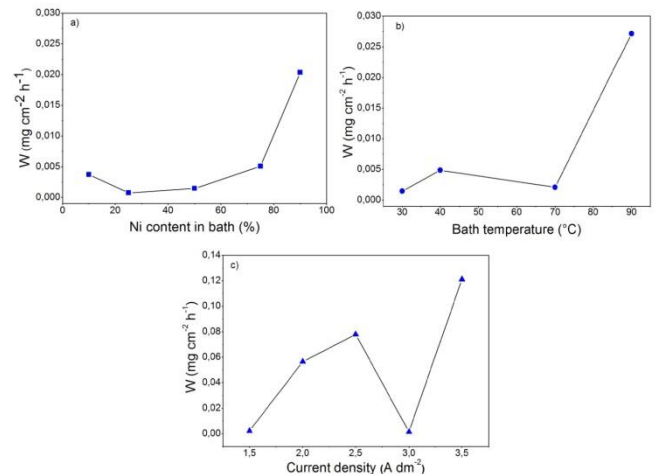 a)
0,030
0,025
0,020
0,015
0,010
0,005
0,000
W (mg cm-2 h-1)
0 20 40 60 80 100
Ni content in bath (%)
b)
0,030
0,025
0,020
0,015
0,010
0,005
0,000
W (mg cm-2 h-1)
30 40 50 60 70 80 90
Bath temperature (°C)
c)
0,14
0,12
0,10
0,08
0,06
0,04
0,02
0,00
W (mg cm-2 h-1)
1,5 2,0 2,5 3,0 3,5
Current density (A dm-2)